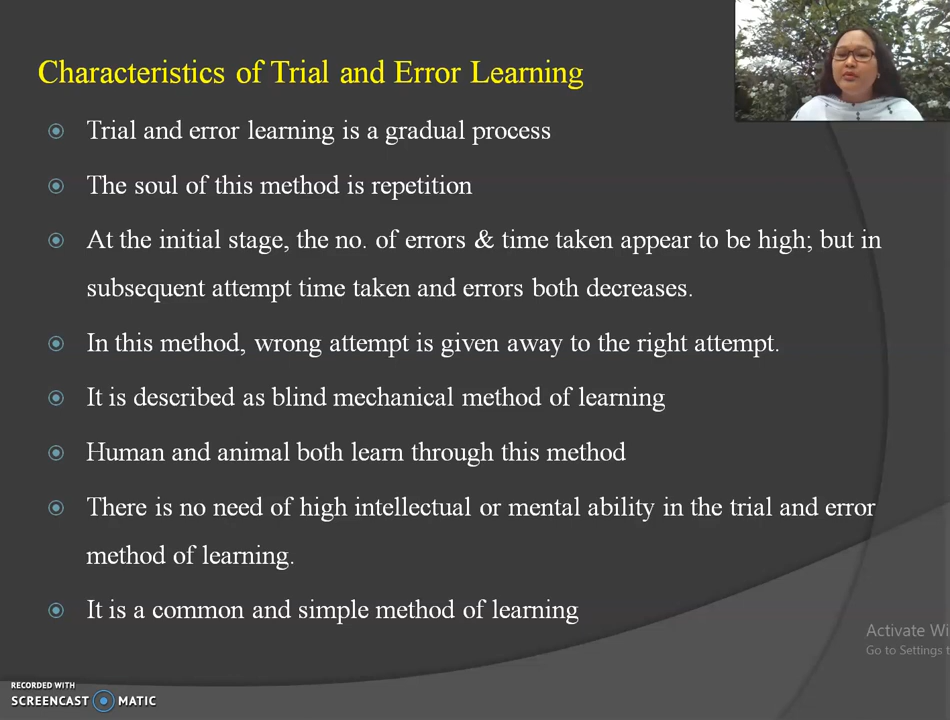 Characteristics of Trial and Error Learning
Trial and error learning is a gradual process
The soul of this method is repetition
At the initial stage, the no. of errors & time taken appear to be high; but in
subsequent attempt time taken and errors both decreases.
In this method, wrong attempt is given away to the right attempt.
It is described as blind mechanical method of learning
Human and animal both learn through this method
There is no need of high intellectual or mental ability in the trial and error
method of learning.
It is a common and simple method of learning
Activate Wi
Go to Settings t
RECORDED WITH
SCREENCAST MATIC